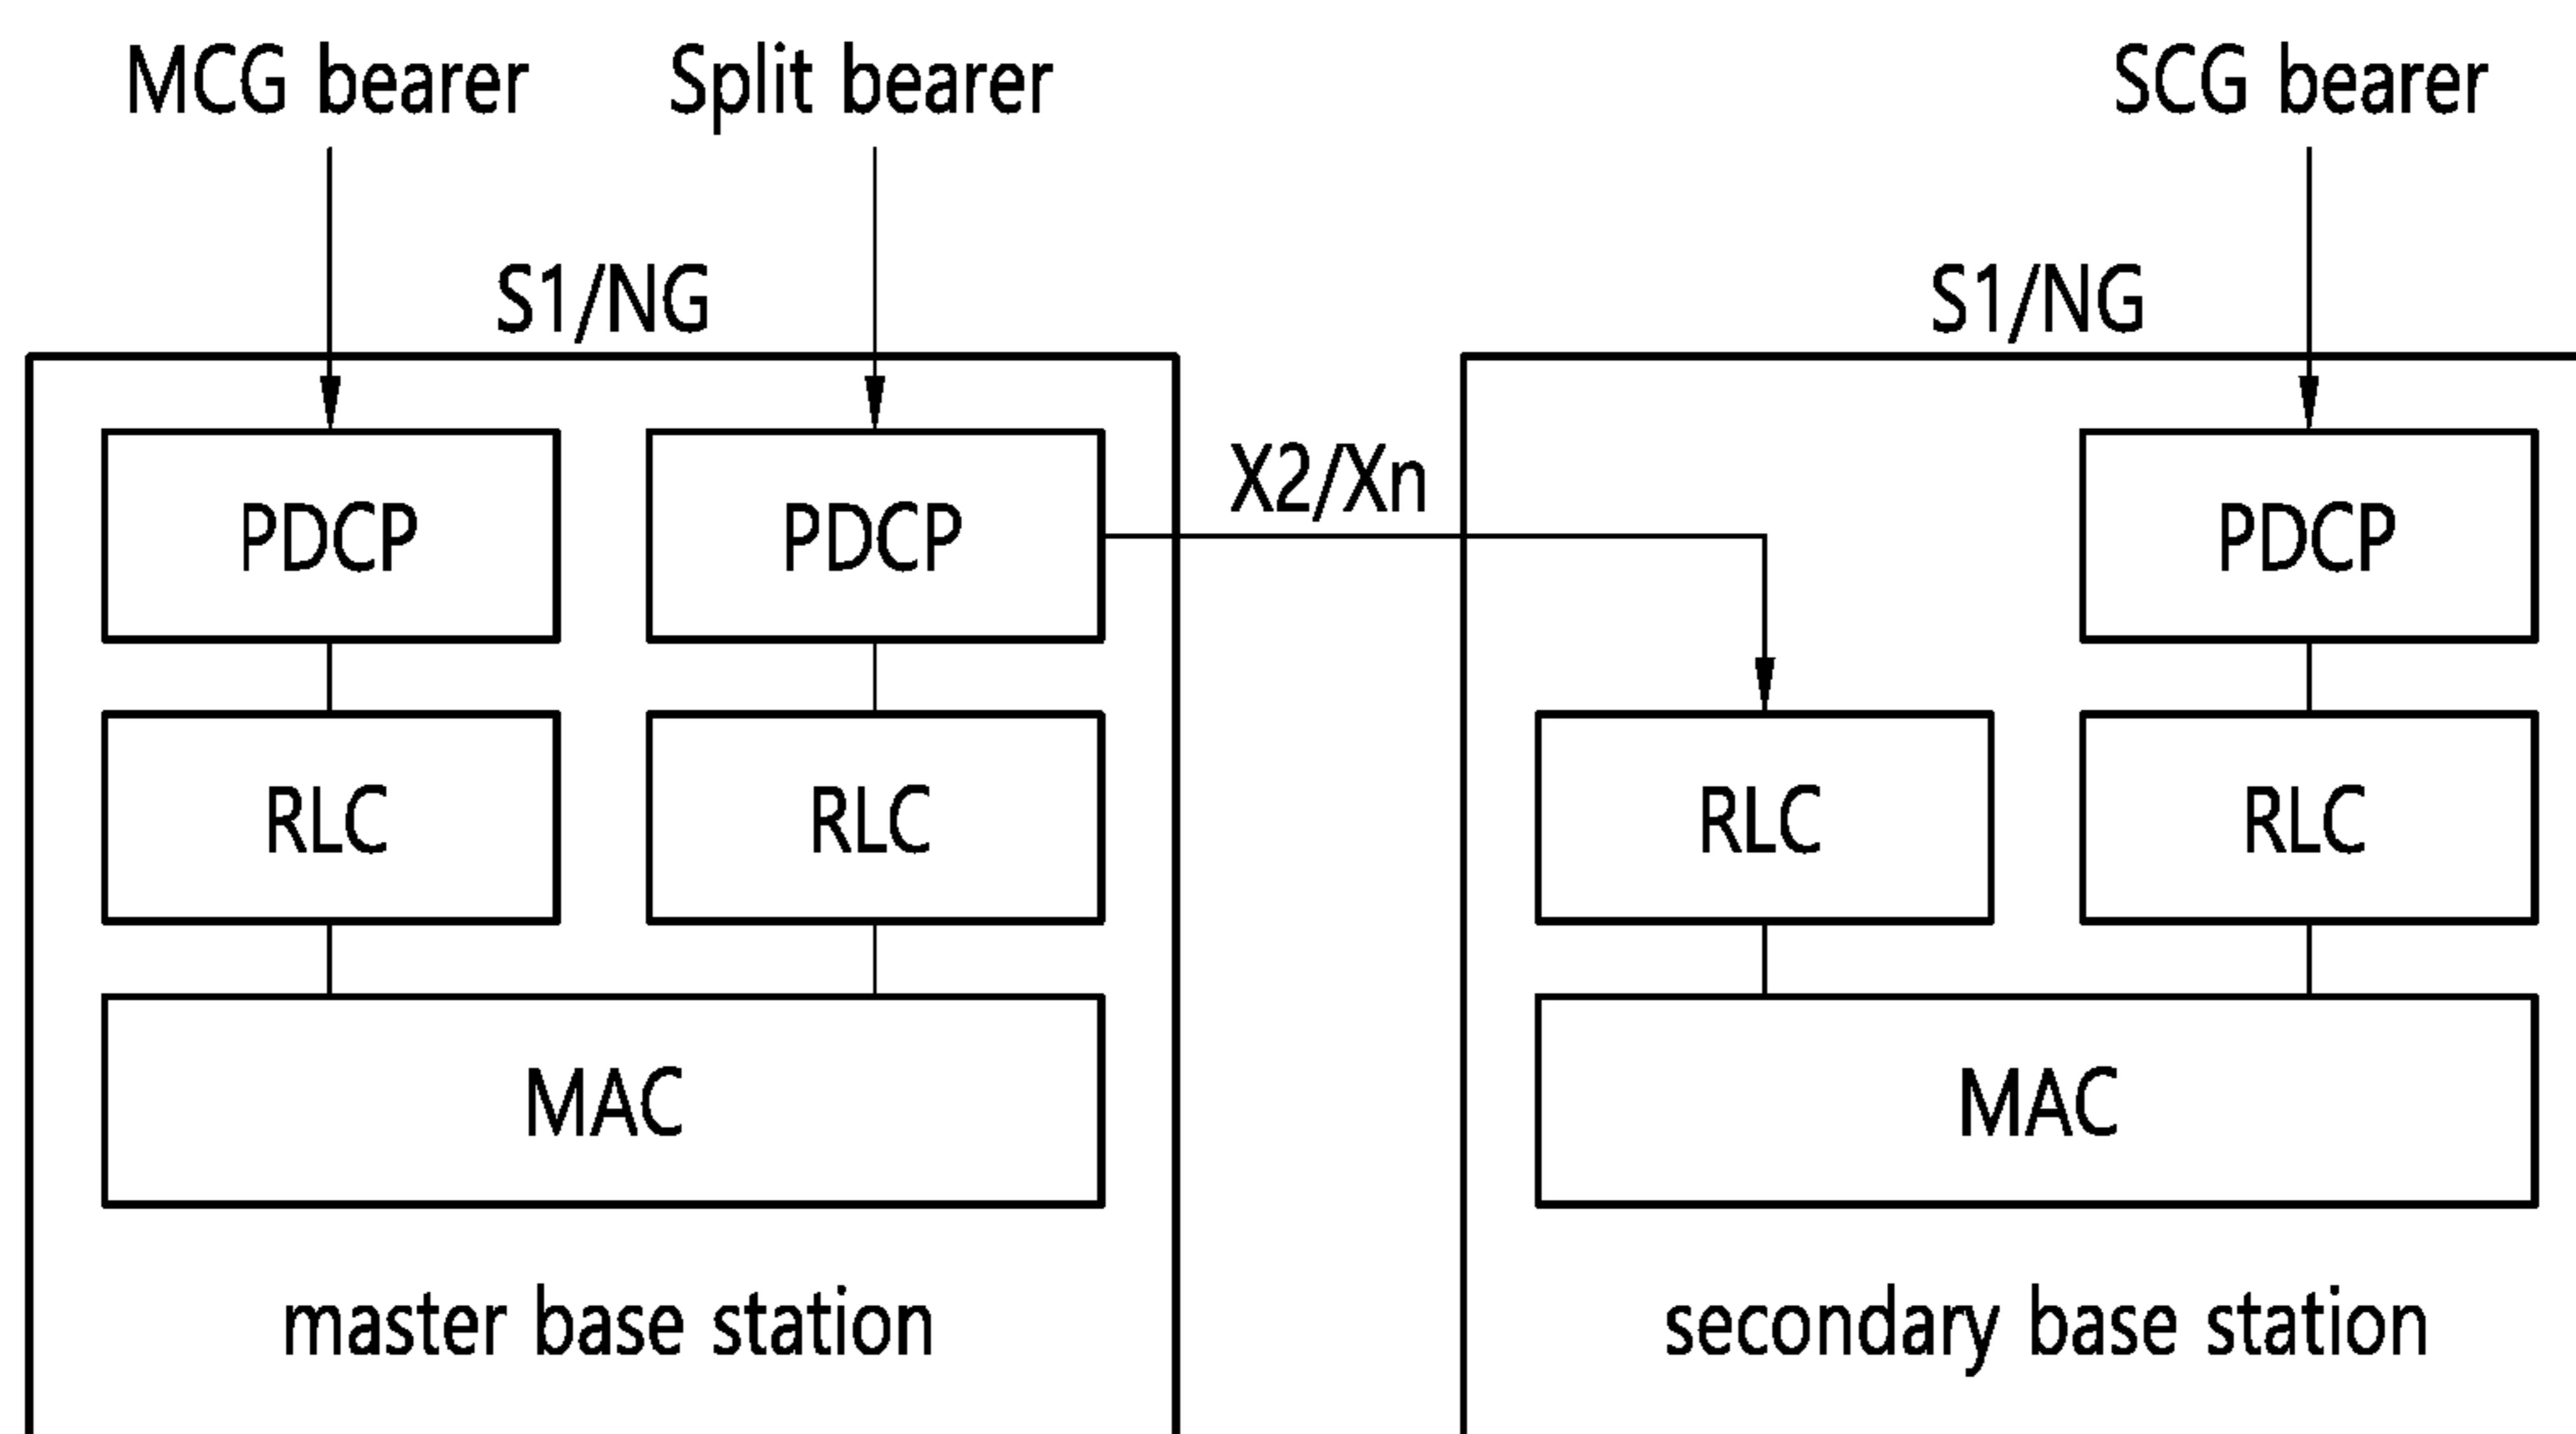 MCG bearer
Split bearer
SCG bearer
S1/NG
S1/NG
X2/Xn
PDCP
PDCP
PDCP
RLC
RLC
RLC
RLC
MAC
MAC
master base station
secondary base station